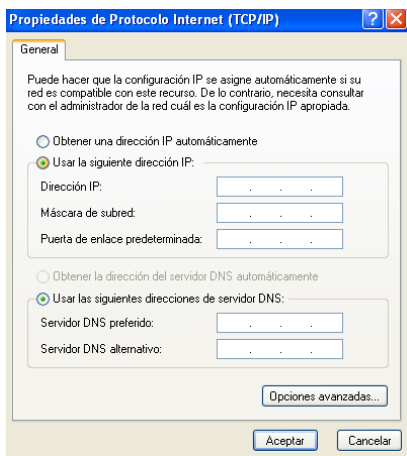 Propiedades de Protocolo Internet (TCP/IP)
General
Puede hacer que la configuración IP se asigne automáticamente si su
red es compatible con este recurso. De lo contrario, necesita consultar
con el administrador de la red cuál es la configuración IP apropiada.
Obtener una dirección IP automáticamente
Usar la siguiente dirección IP:
Dirección IP:
Máscara de subred:
Puerta de enlace predeterminada:
Obtener la dirección del servidor DNS automáticamente
Usar las siguientes direcciones de servidor DNS:
Servidor DNS preferido:
Servidor DNS alternativo:
Opciones avanzadas...
Aceptar Cancelar